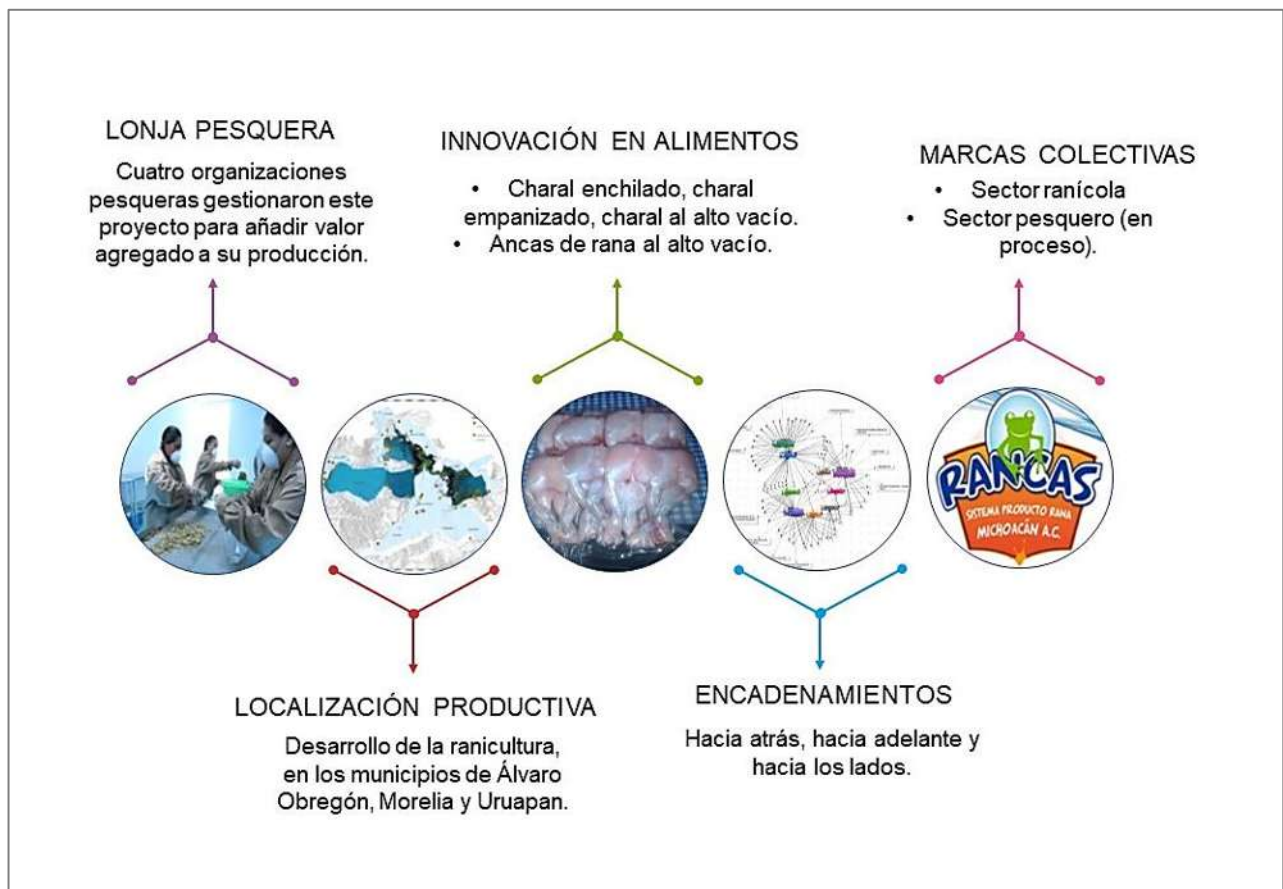 LONJA PESQUERA
Cuatro organizaciones
pesqueras gestionaron este
proyecto para añadir valor
agregado a su producción.
INNOVACIÓN EN ALIMENTOS
• Charal enchilado, charal
empanizado, charal al alto vacío.
• Ancas de rana al alto vacío.
MARCAS COLECTIVAS
• Sector ranícola
• Sector pesquero (en
proceso).
RANCAS
SISTEMA PRODUCTO RANA
MICHOACÁN A.C.
LOCALIZACIÓN PRODUCTIVA
Desarrollo de la ranicultura,
en los municipios de Álvaro
Obregón, Morelia y Uruapan.
ENCADENAMIENTOS
Hacia atrás, hacia adelante y
hacia los lados.